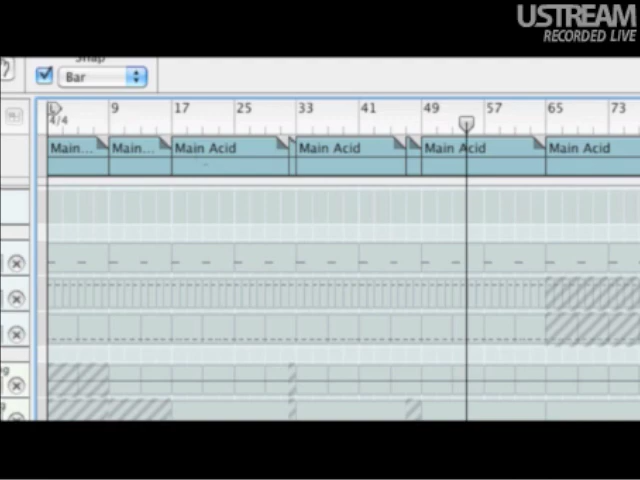 USTREAM
RECORDED LIVE
Snap
Bar
L 9 17 25 33 41 49 57 65 73
4/4
Main... Main... Main Acid Main Acid Main Acid Main Acid